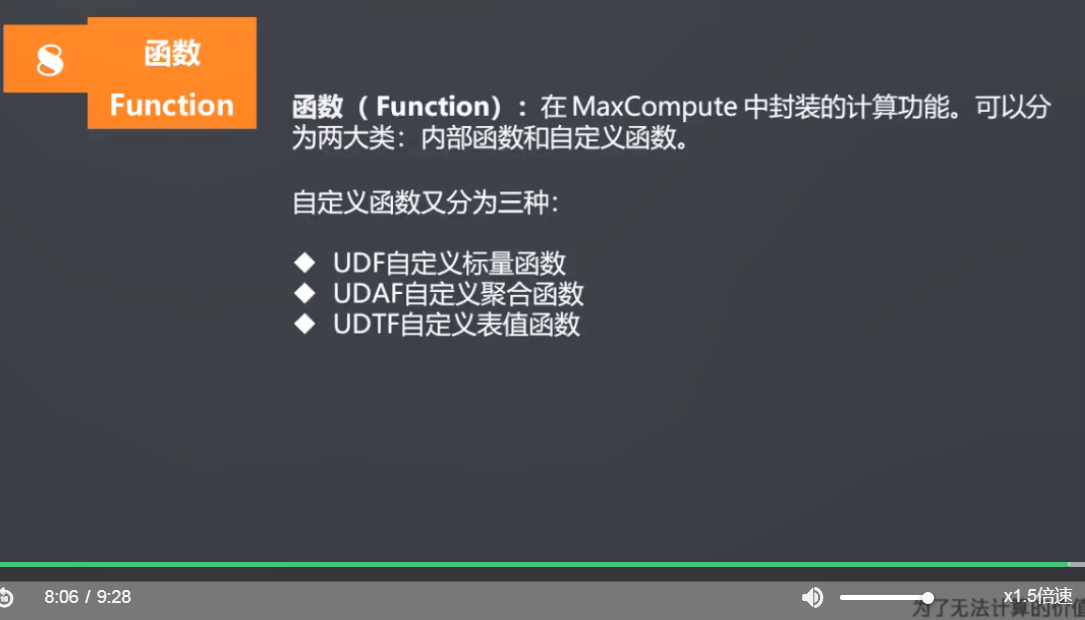 8
函数
Function
函数（Function）：在 MaxCompute 中封装的计算功能。可以分
为两大类：内部函数和自定义函数。
自定义函数又分为三种：
◆ UDF自定义标量函数
◆ UDAF自定义聚合函数
◆ UDTF自定义表值函数
8:06 / 9:28
x1.5倍速
为了无法计算的价值